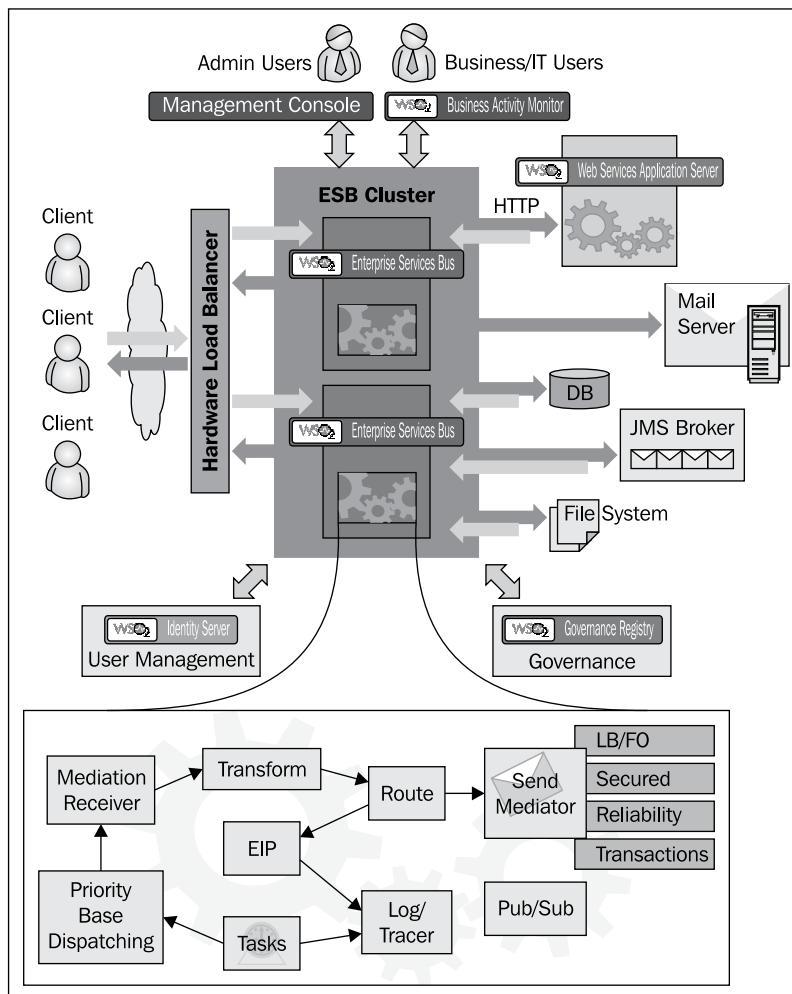 Admin Users
Business/IT Users
Management Console
WSO2 Business Activity Monitor
ESB Cluster
WSO2 Web Services Application Server
HTTP
Client
Client
Client
Hardware Load Balancer
WSO2 Enterprise Services Bus
WSO2 Enterprise Services Bus
Mail
Server
DB
JMS Broker
File System
WSO2 Identity Server
User Management
WSO2 Governance Registry
Governance
Mediation
Receiver
Transform
Route
Send
Mediator
LB/FO
Secured
Reliability
Transactions
EIP
Priority
Base
Dispatching
Tasks
Log/
Tracer
Pub/Sub